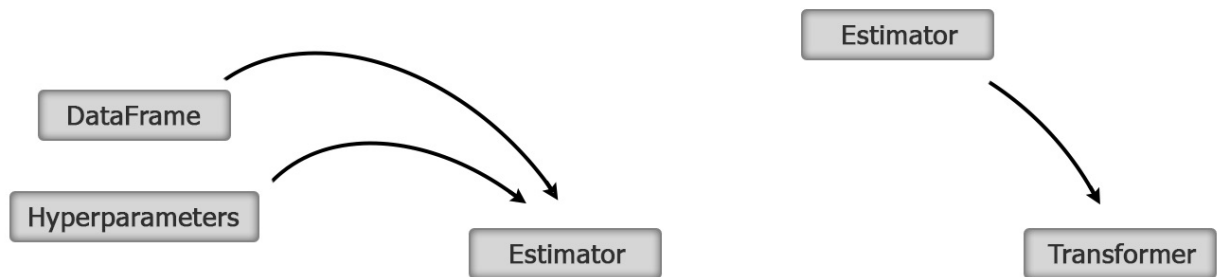 DataFrame
Hyperparameters
Estimator
Estimator
Transformer